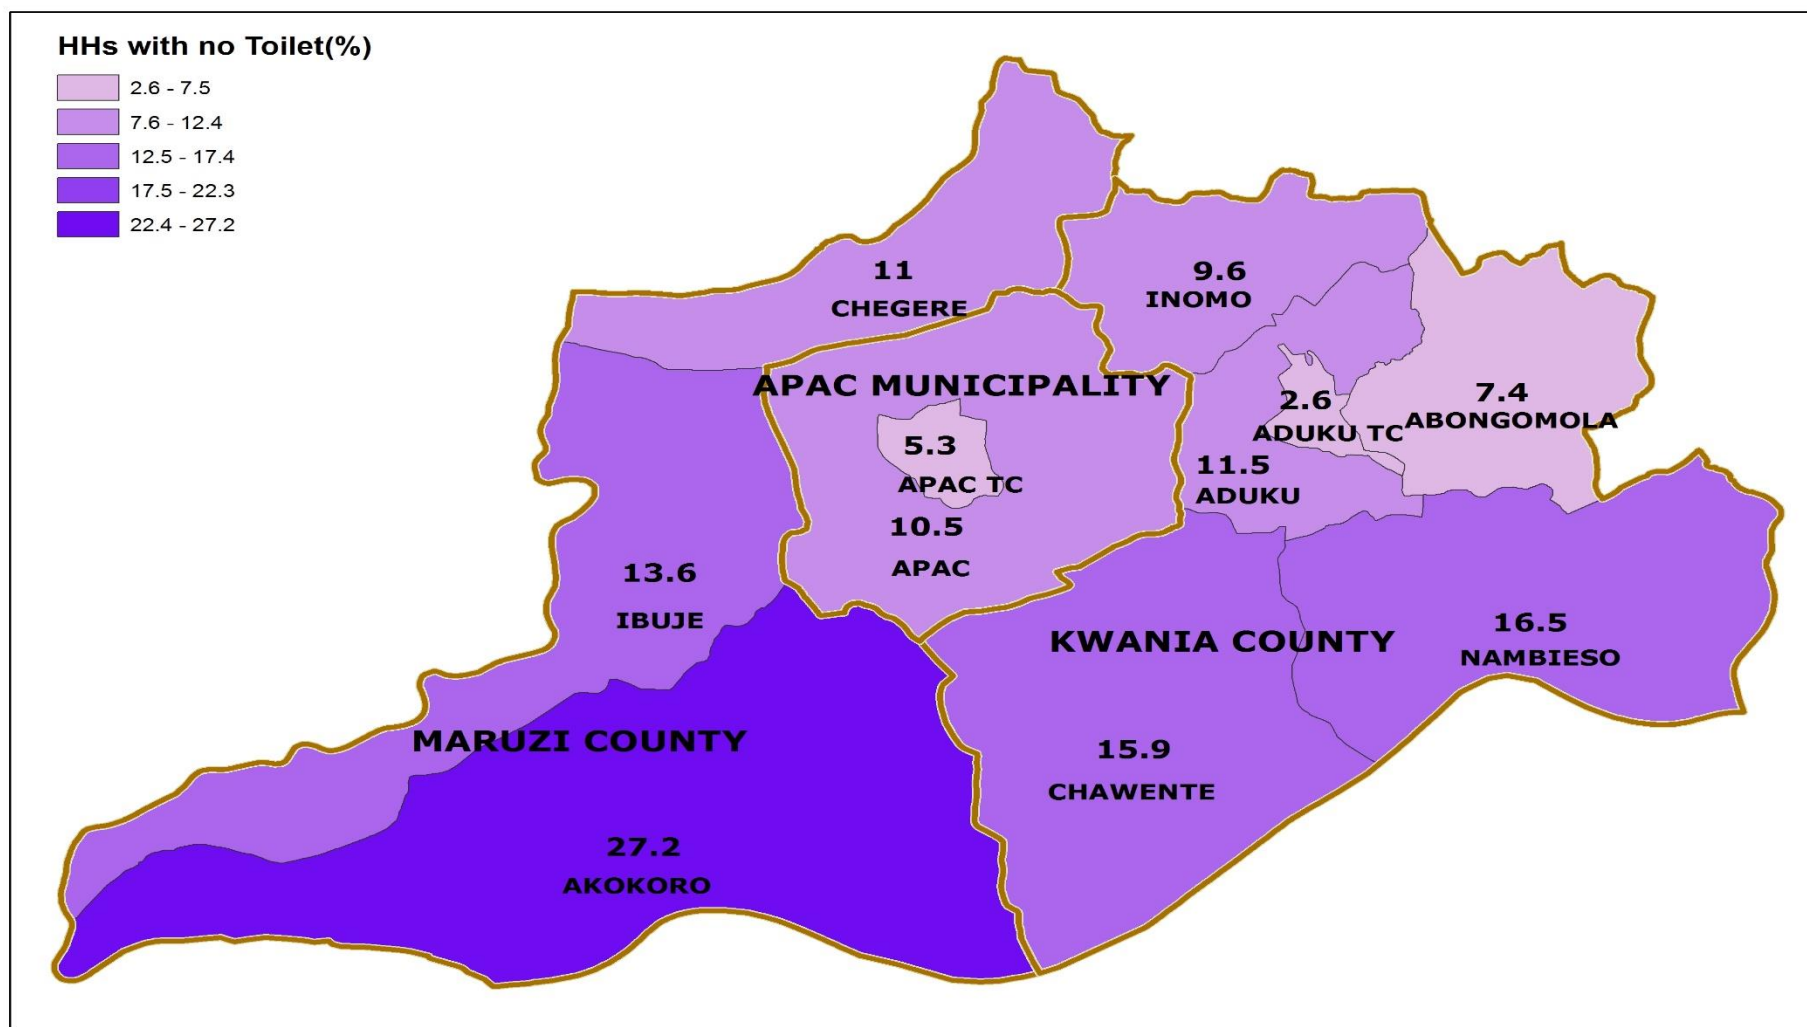 HHs with no Toilet(%)
2.6 - 7.5
7.6 - 12.4
12.5 - 17.4
17.5 - 22.3
22.4 - 27.2
11
CHEGERE
9.6
INOMO
APAC MUNICIPALITY
5.3
APAC TC
10.5
APAC
2.6
ADUKU TC
7.4
ABONGOMOLA
11.5
ADUKU
13.6
IBUJE
KWANIA COUNTY
16.5
NAMBIESO
MARUZI COUNTY
15.9
CHAWENTE
27.2
AKOKORO